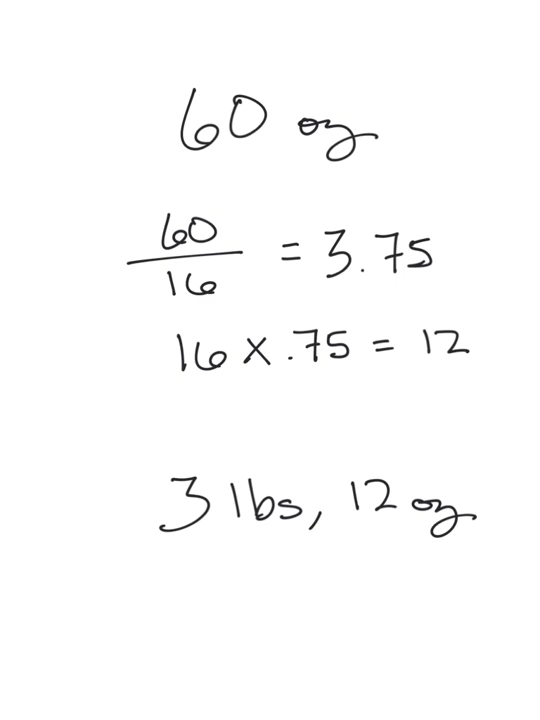 60 oz
60
16
= 3.75
16 x .75 = 12
3 lbs, 12 oz